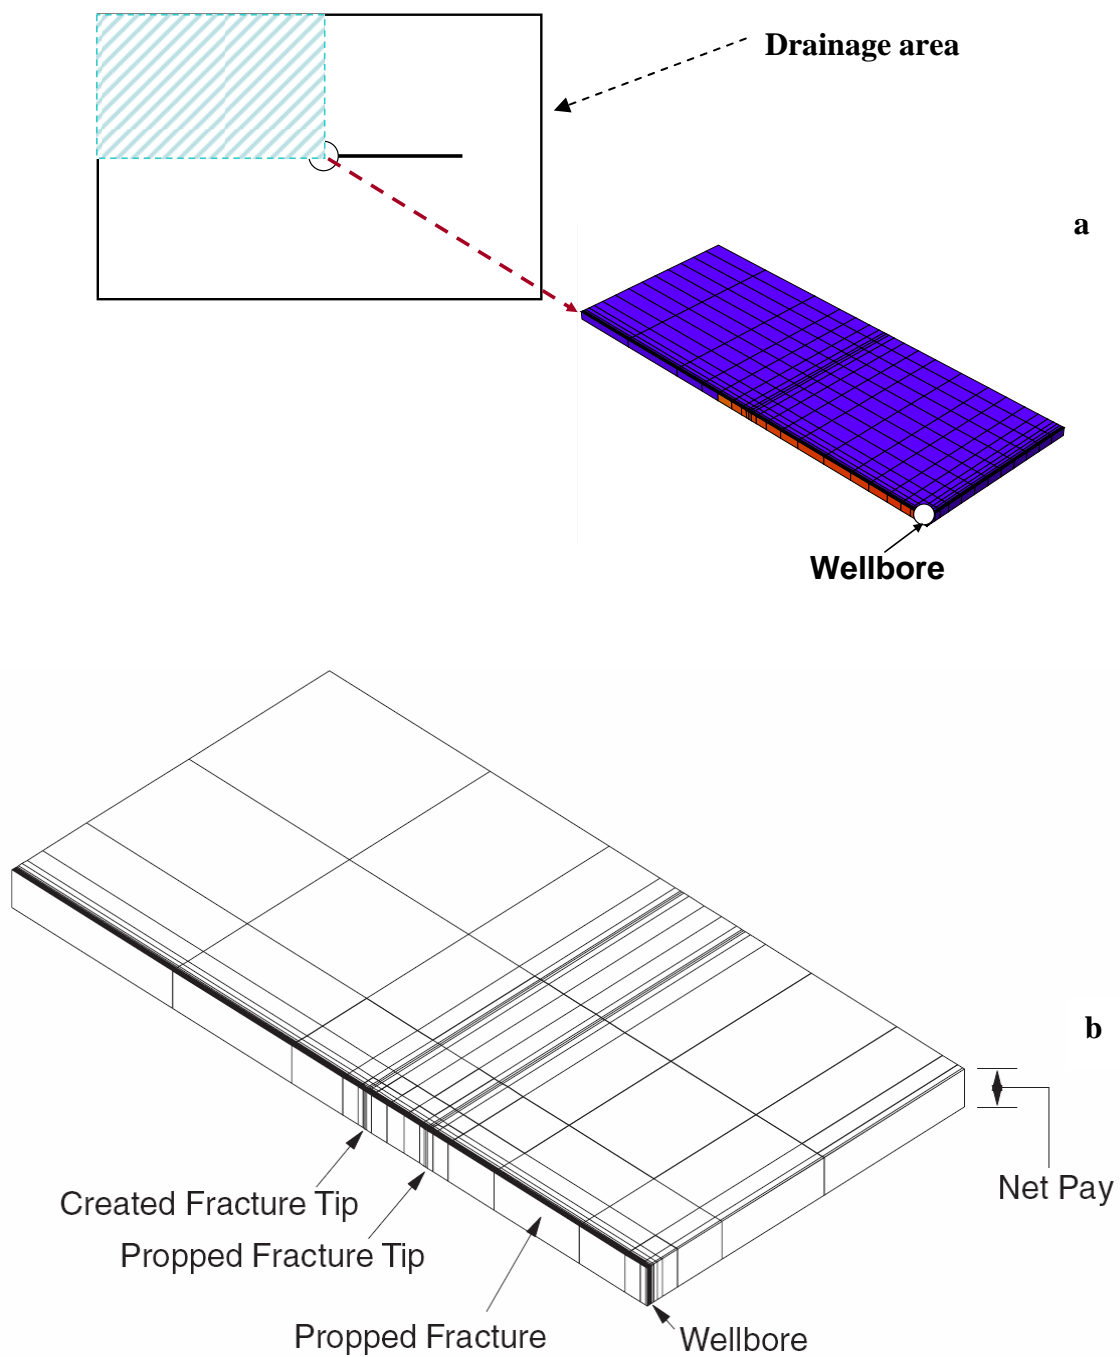 Drainage area
a
Wellbore
b
Net Pay
Created Fracture Tip
Propped Fracture Tip
Propped Fracture
Wellbore